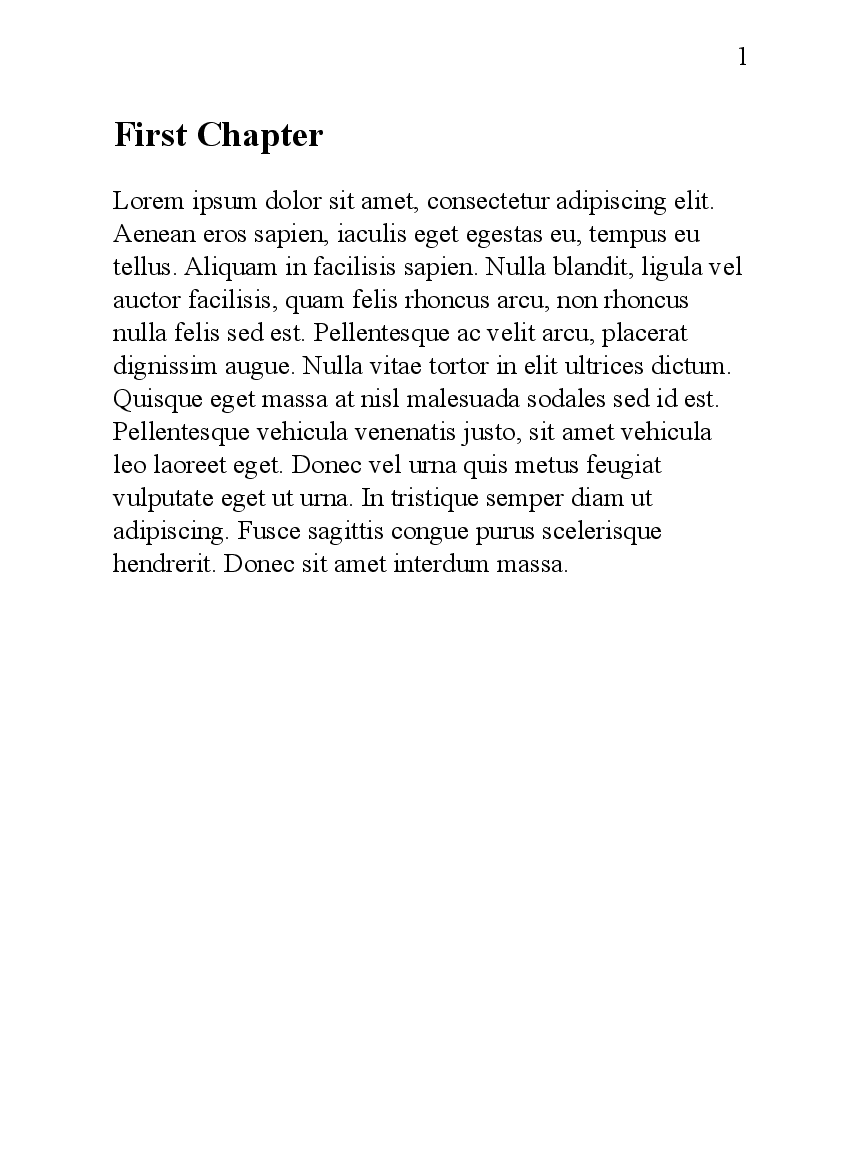 1
First Chapter
Lorem ipsum dolor sit amet, consectetur adipiscing elit.
Aenean eros sapien, iaculis eget egestas eu, tempus eu
tellus. Aliquam in facilisis sapien. Nulla blandit, ligula vel
auctor facilisis, quam felis rhoncus arcu, non rhoncus
nulla felis sed est. Pellentesque ac velit arcu, placerat
dignissim augue. Nulla vitae tortor in elit ultrices dictum.
Quisque eget massa at nisl malesuada sodales sed id est.
Pellentesque vehicula venenatis justo, sit amet vehicula
leo laoreet eget. Donec vel urna quis metus feugiat
vulputate eget ut urna. In tristique semper diam ut
adipiscing. Fusce sagittis congue purus scelerisque
hendrerit. Donec sit amet interdum massa.